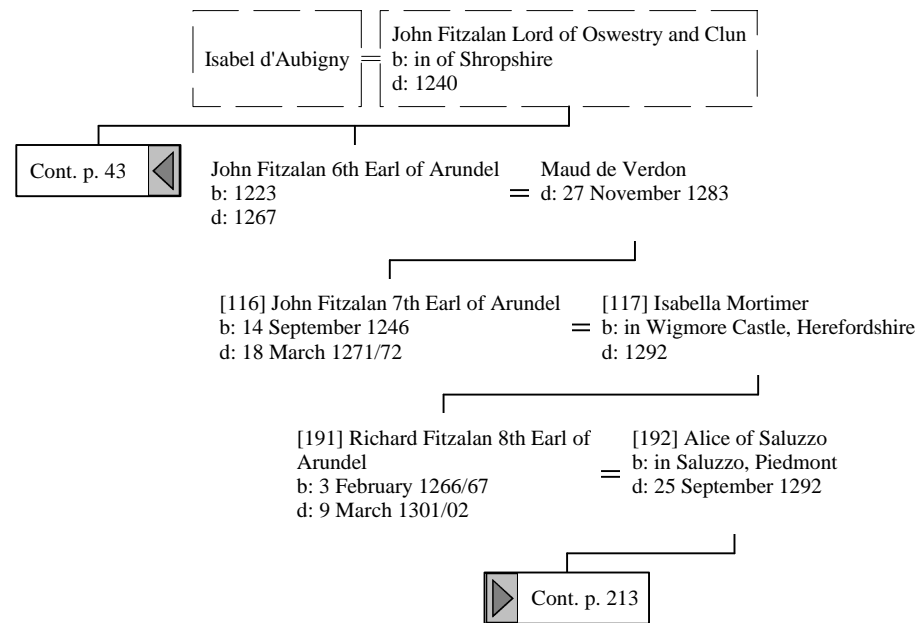 Isabel d'Aubigny
John Fitzalan Lord of Oswestry and Clun
b: in of Shropshire
d: 1240
Cont. p. 43
John Fitzalan 6th Earl of Arundel
b: 1223
d: 1267
=
Maud de Verdon
d: 27 November 1283
[116] John Fitzalan 7th Earl of Arundel
b: 14 September 1246
d: 18 March 1271/72
=
[117] Isabella Mortimer
b: in Wigmore Castle, Herefordshire
d: 1292
[191] Richard Fitzalan 8th Earl of
Arundel
b: 3 February 1266/67
d: 9 March 1301/02
=
[192] Alice of Saluzzo
b: in Saluzzo, Piedmont
d: 25 September 1292
Cont. p. 213